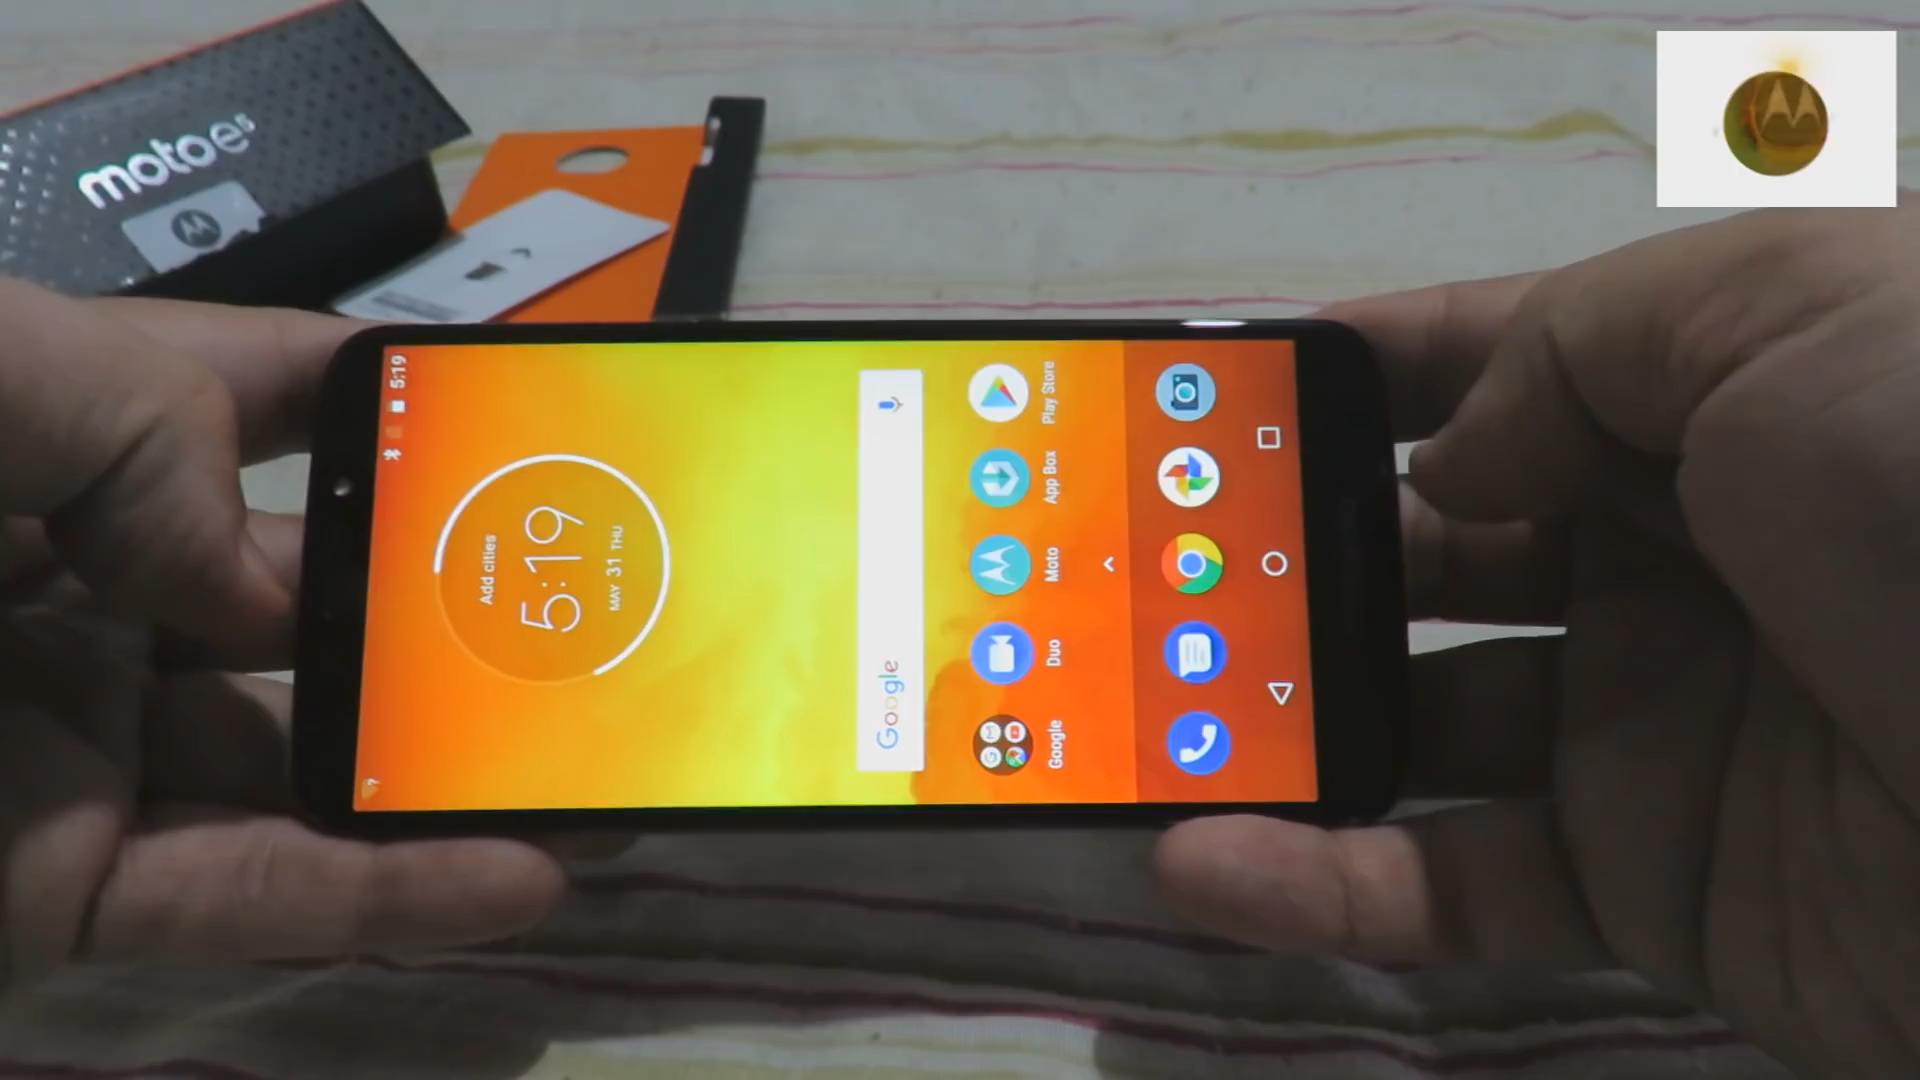 moto e5
5:19
Add cities
5:19
MAY 31 THU
Google
Google
Duo
Moto
App Box
Play Store